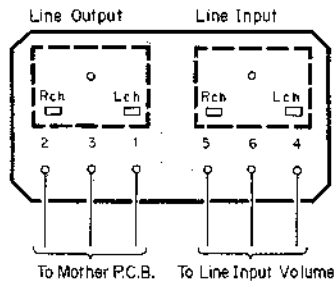 Line Output Line Input
Rch Lch Rch Lch
2 3 1 5 6 4
To Mother P.C.B. To Line Input Volume